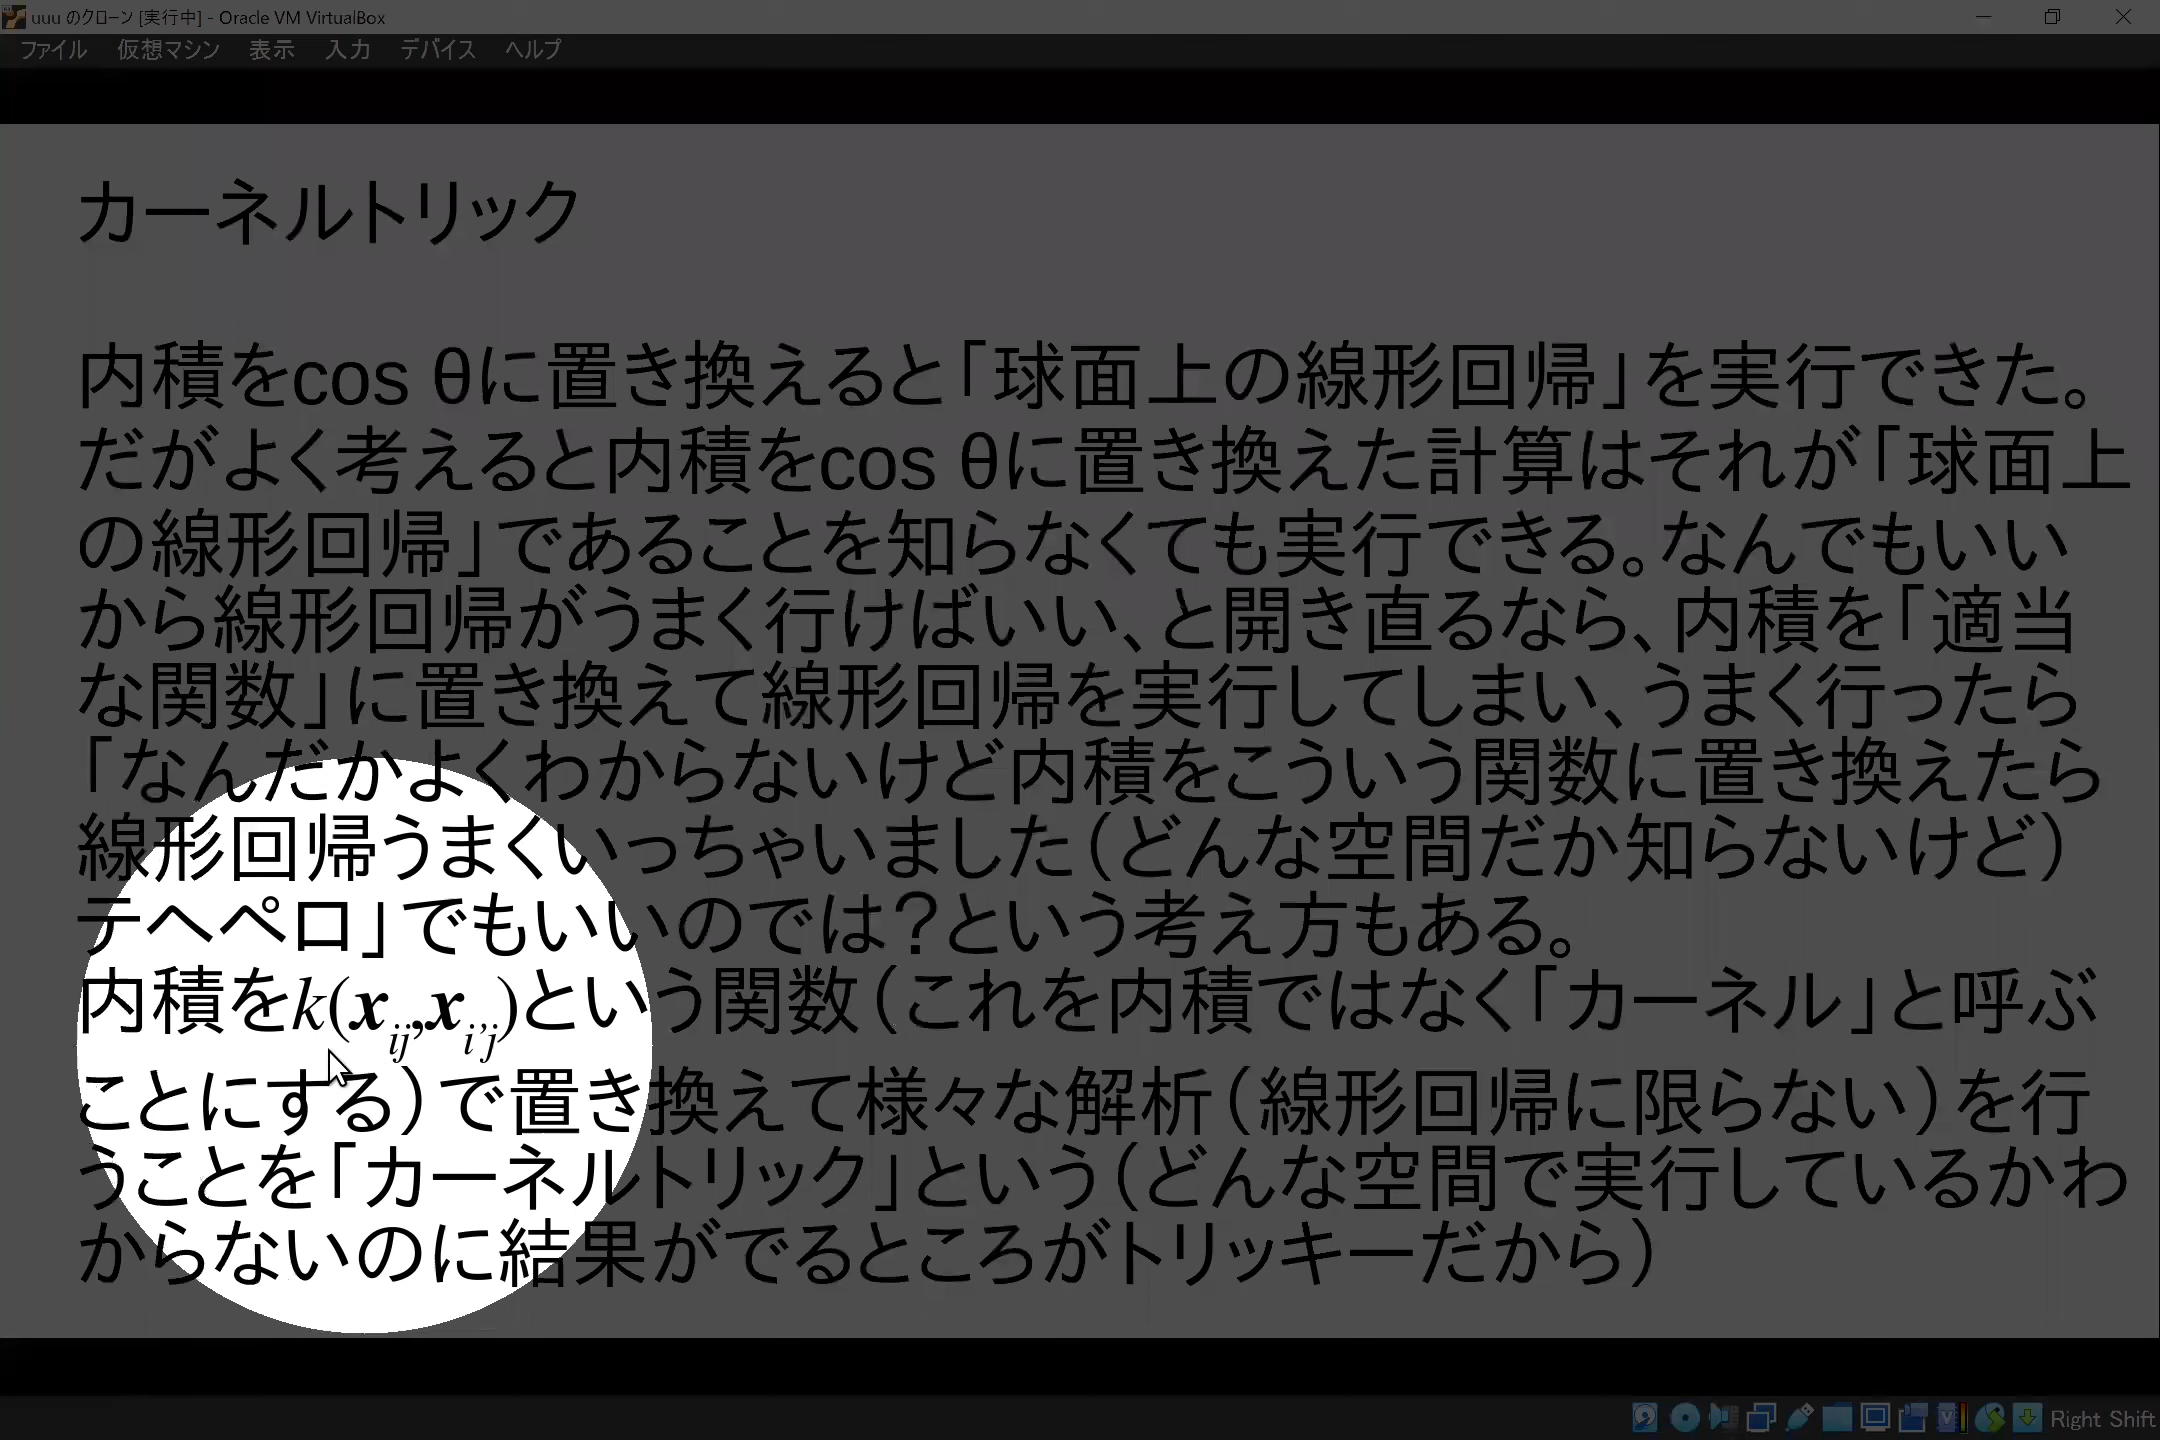 uuu のクローン [実行中] - Oracle VM VirtualBox
ファイル 仮想マシン 表示 入力 デバイス ヘルプ
カーネルトリック
内積をcos θに置き換えると「球面上の線形回帰」を実行できた。
だがよく考えると内積をcos θに置き換えた計算はそれが「球面上
の線形回帰」であることを知らなくても実行できる。なんでもいい
から線形回帰がうまく行けばいい、と開き直るなら、内積を「適当
な関数」に置き換えて線形回帰を実行してしまい、うまく行ったら
「なんだかよくわからないけど内積をこういう関数に置き換えたら
線形回帰うまくいっちゃいました（どんな空間だか知らないけど）
テヘペロ」でもいいのでは？という考え方もある。
内積をk(x_ij,x_i'j)という関数（これを内積ではなく「カーネル」と呼ぶ
ことにする）で置き換えて様々な解析（線形回帰に限らない）を行
うことを「カーネルトリック」という（どんな空間で実行しているかわ
からないのに結果がでるところがトリッキーだから）
Right Shift